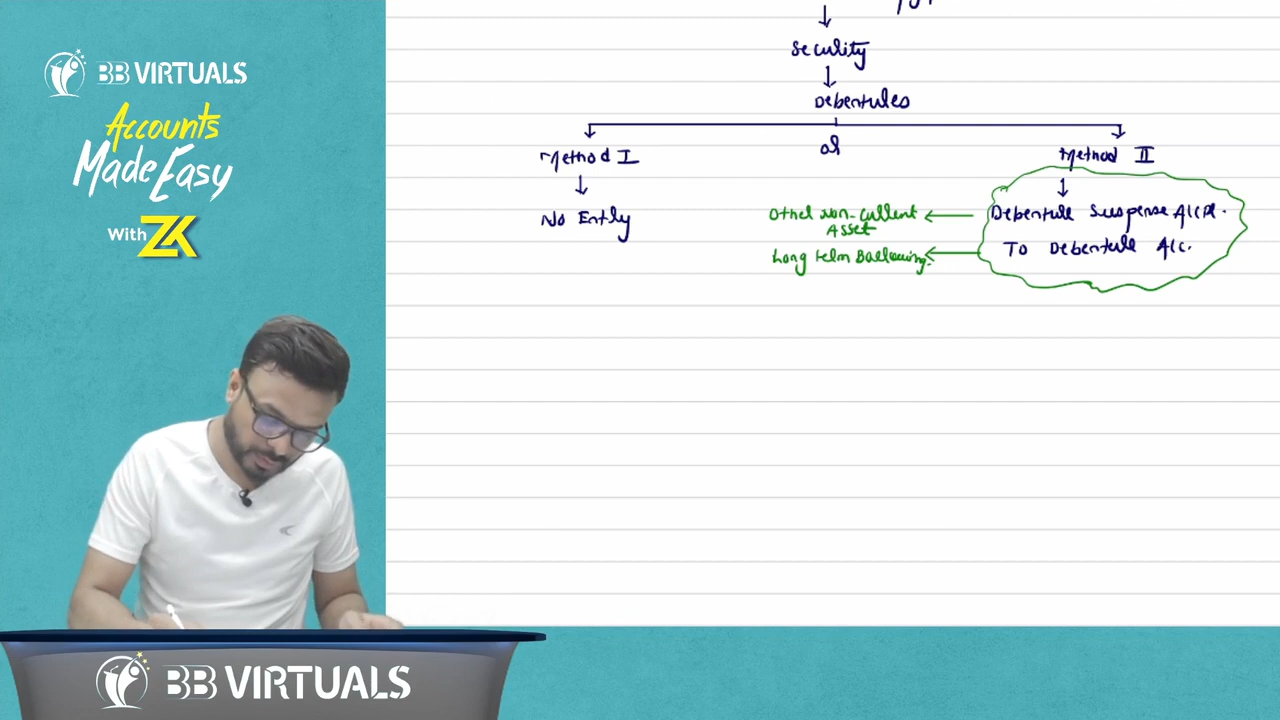 BB VIRTUALS
Accounts
Made Easy
With ZK
Security
Debentures
Method I
or
Method II
No Entry
Other Non-Current
Asset
Long term Borrowing.
Debenture Suspense A/c Dr.
To Debenture A/c.
BB VIRTUALS